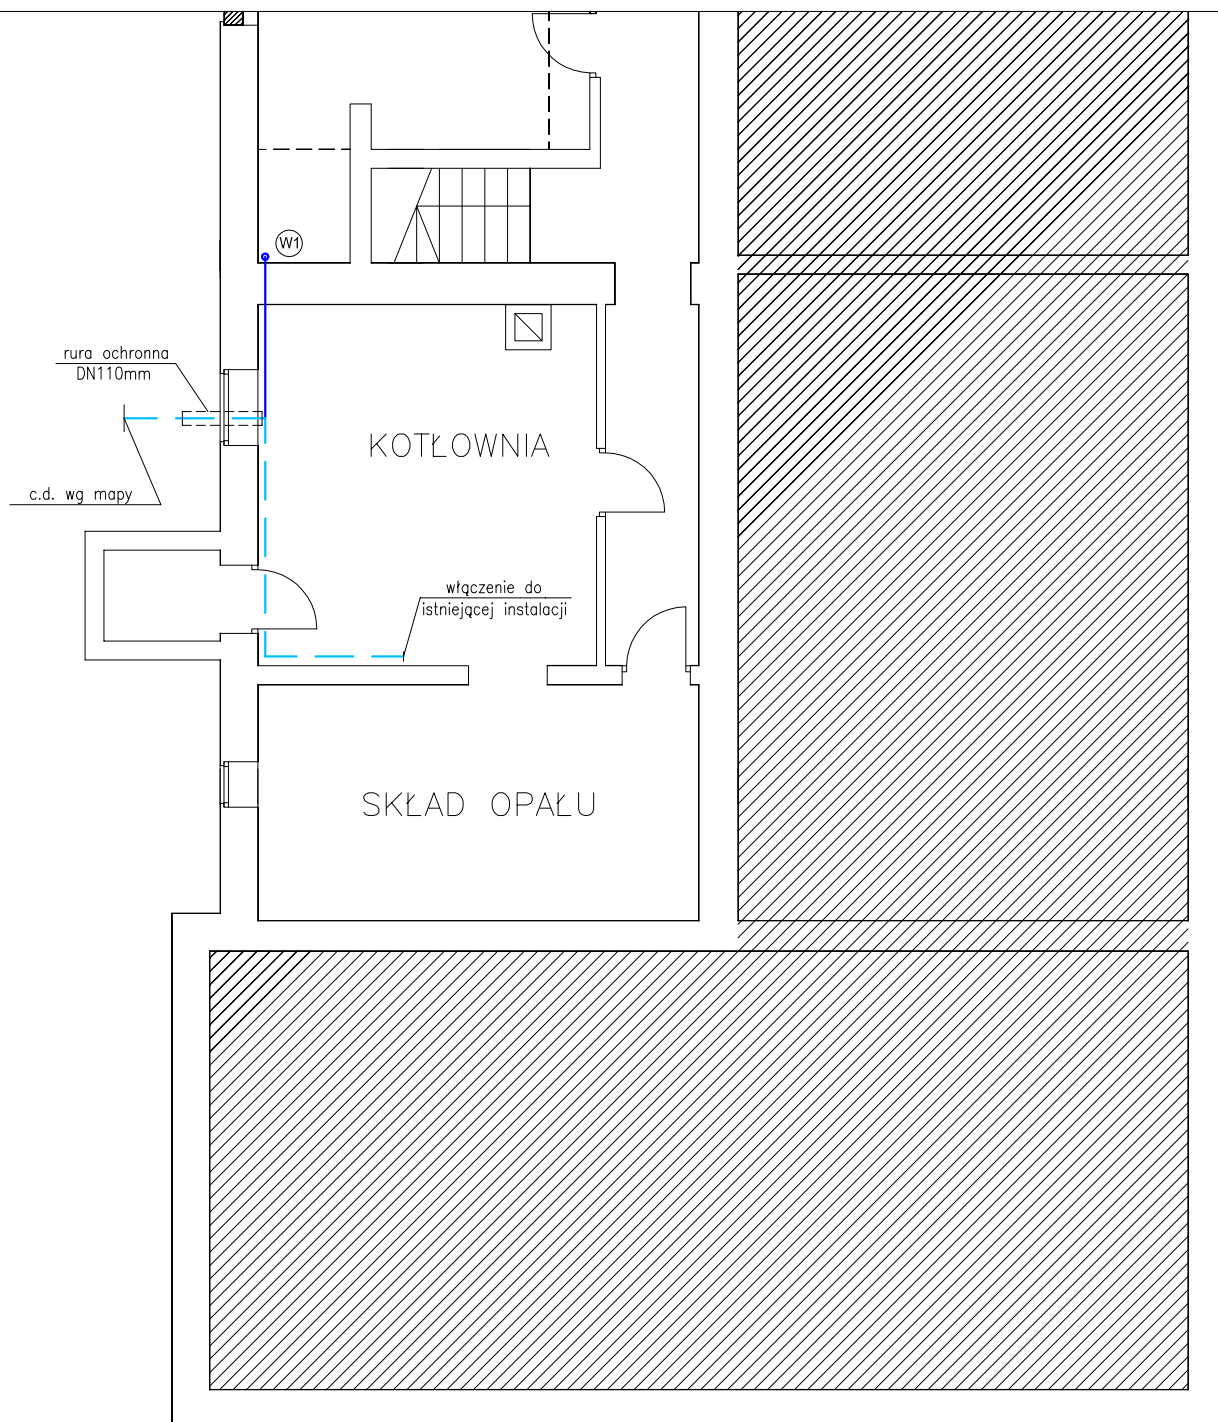 W1
rura ochronna
DN110mm
KOTŁOWNIA
c.d. wg mapy
włączenie do
istniejącej instalacji
SKŁAD OPAŁU